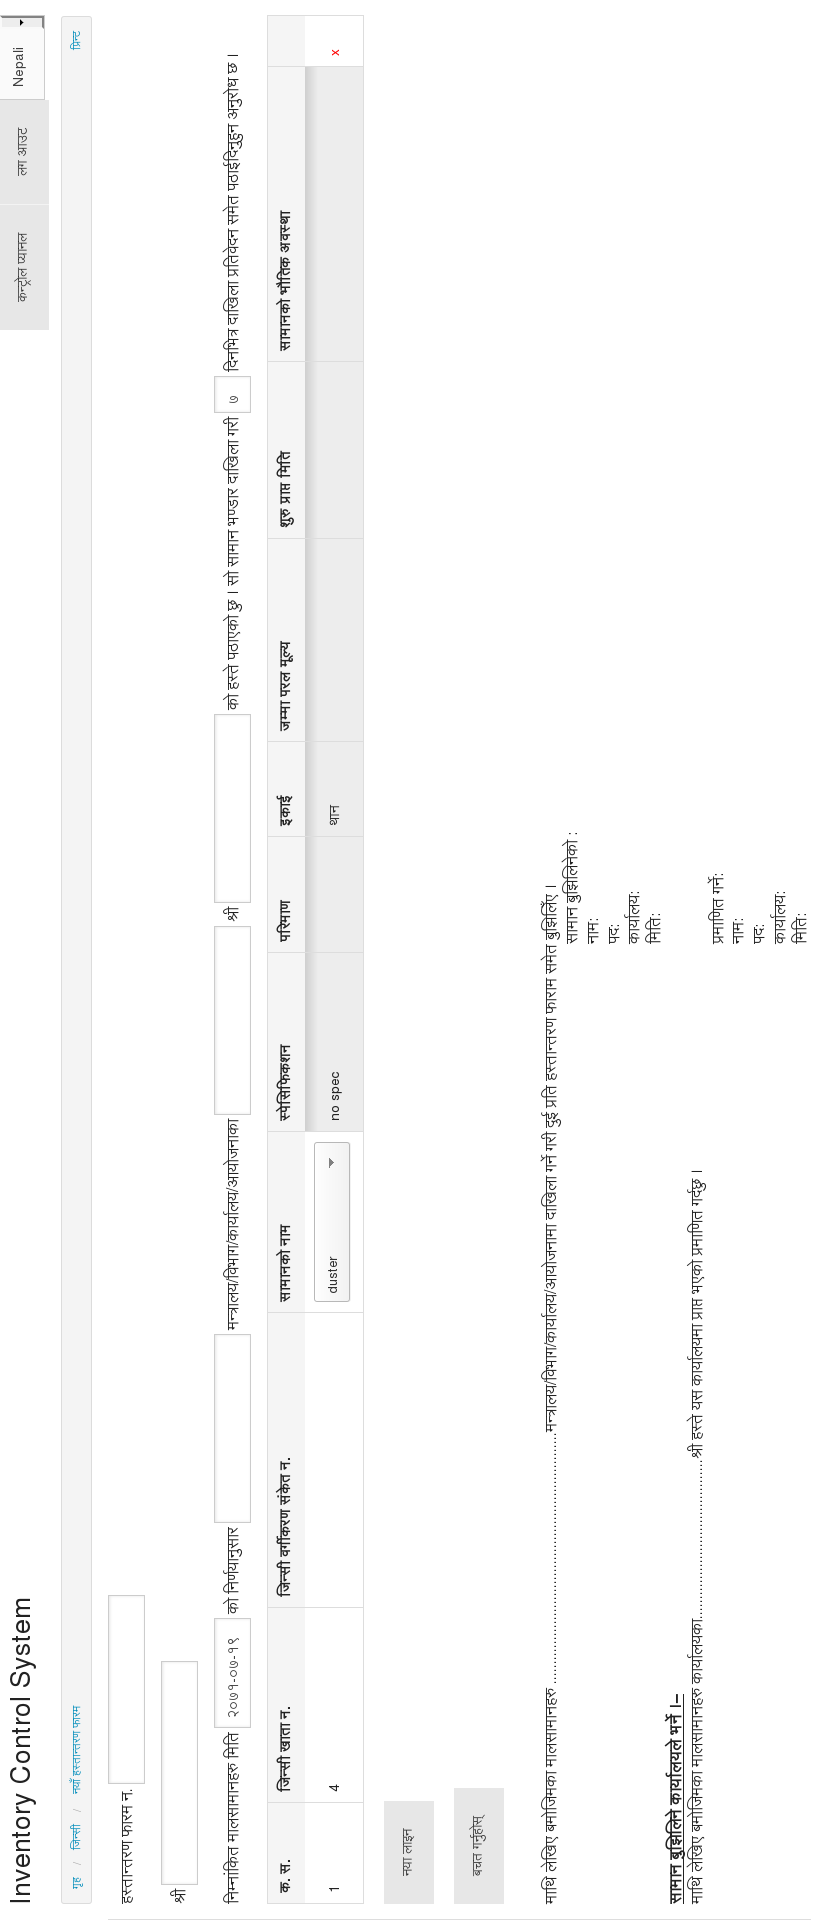 Inventory Control System
कन्ट्रोल प्यानल लग आउट Nepali
गृह / जिन्सी / नयाँ हस्तान्तरण फारम प्रिन्ट
हस्तान्तरण फारम न.
श्री
निम्नांकित मालसामानहरु मिति २०७१-०७-१९ को निर्णयानुसार मन्त्रालय/विभाग/कार्यालय/आयोजनाका श्री को हस्ते पठाएको छु । सो सामान भण्डार दाखिला गरी ७ दिनभित्र दाखिला प्रतिवेदन समेत पठाईदिनुहुन अनुरोध छ ।
क. स. जिन्सी खाता न. जिन्सी वर्गीकरण संकेत न. सामानको नाम स्पेसिफिकशन परिमाण इकाई जम्मा परल मूल्य शुरु प्राप्त मिति सामानको भौतिक अवस्था
1 4 duster no spec थान x
नया लाइन
बचत गर्नुहोस्
माथि लेखिए बमोजिमका मालसामानहरु ................................................................मन्त्रालय/विभाग/कार्यालय/आयोजनामा दाखिला गर्ने गरी दुई प्रति हस्तान्तरण फाराम समेत बुझिलिँए ।
सामान बुझिलिनेको :
नाम:
पद:
कार्यालय:
मिति:
सामान बुझिलिने कार्यालयले भर्ने ।–
माथि लेखिए बमोजिमका मालसामानहरु कार्यालयका........................................श्री हस्ते यस कार्यालयमा प्राप्त भएको प्रमाणित गर्दछु ।
प्रमाणित गर्ने:
नाम:
पद:
कार्यालय:
मिति: